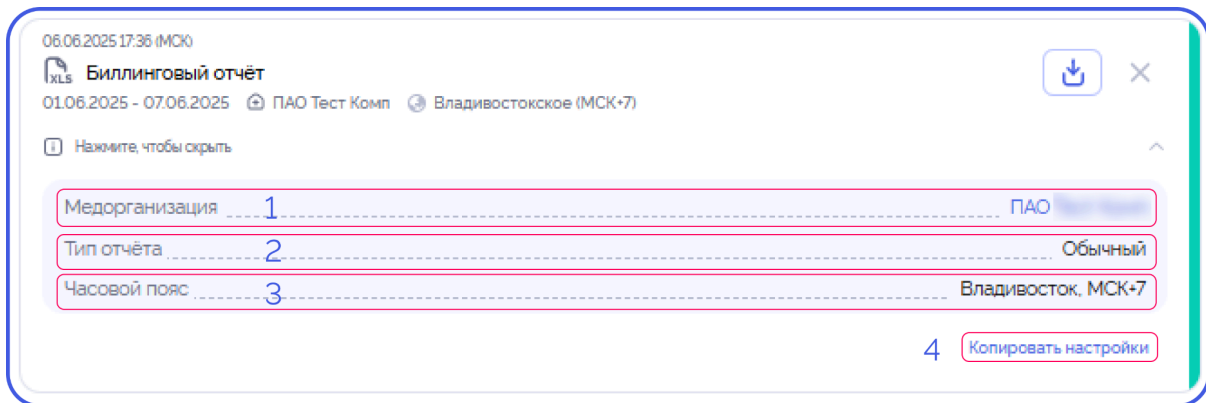 06.06.2025 17:36 (МСК)
XLS Биллинговый отчёт
01.06.2025 - 07.06.2025 ПАО Тест Комп Владивостокское (МСК+7)
Нажмите, чтобы скрыть
Медорганизация 1 ПАО
Тип отчёта 2 Обычный
Часовой пояс 3 Владивосток, МСК+7
4 Копировать настройки